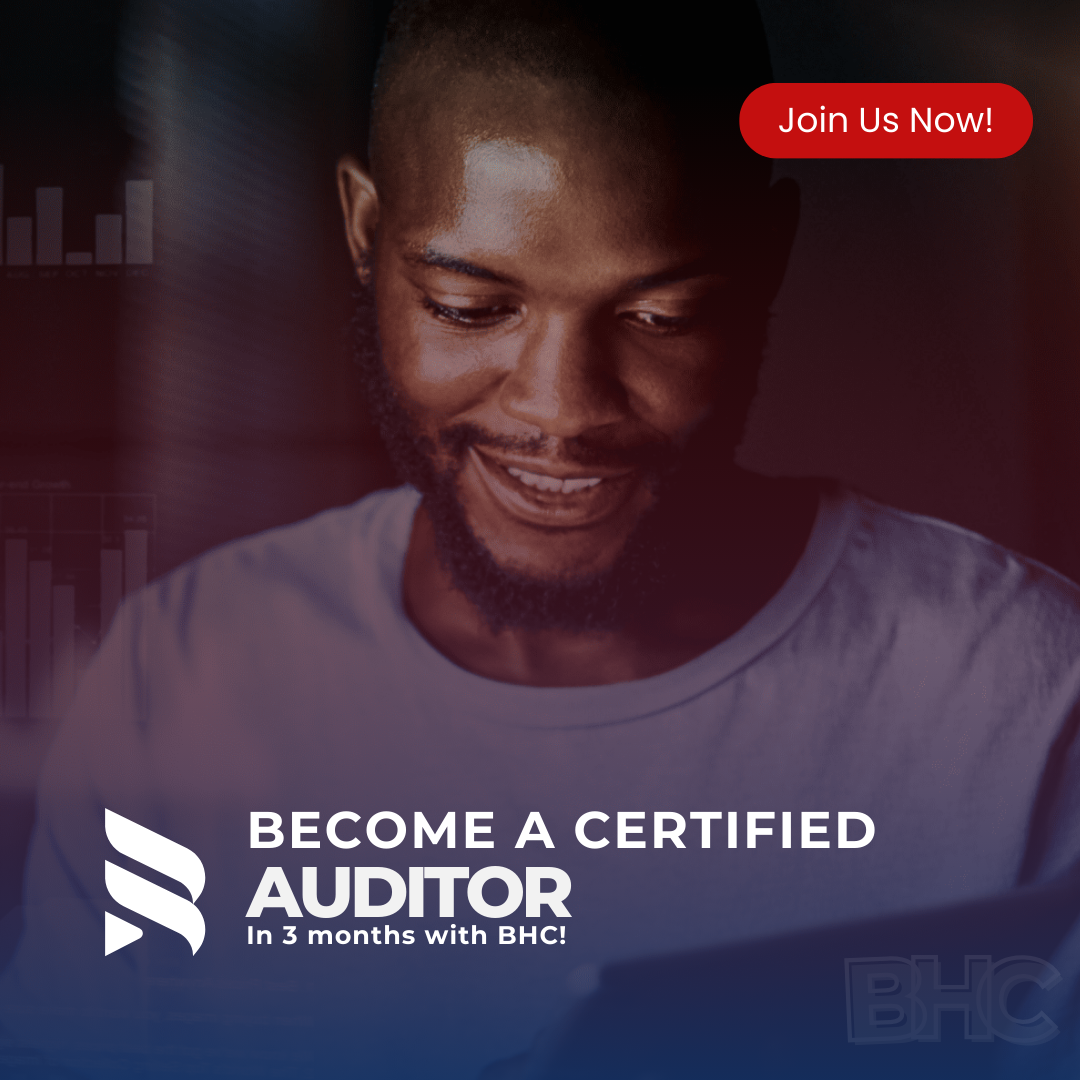 Join Us Now!
BECOME A CERTIFIED
AUDITOR
In 3 months with BHC!
BHC